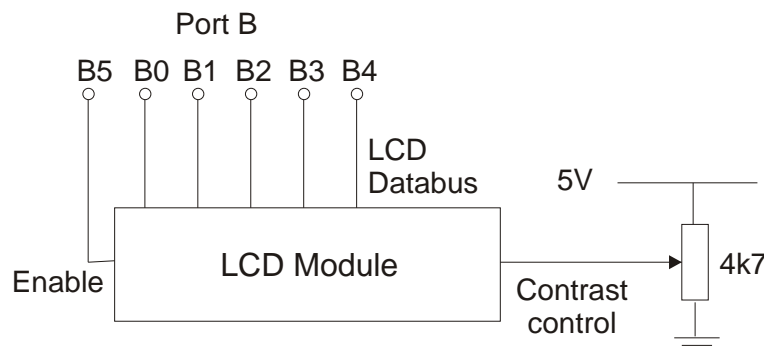 Port B
B5 B0 B1 B2 B3 B4
LCD
Databus
5V
LCD Module
4k7
Enable
Contrast
control